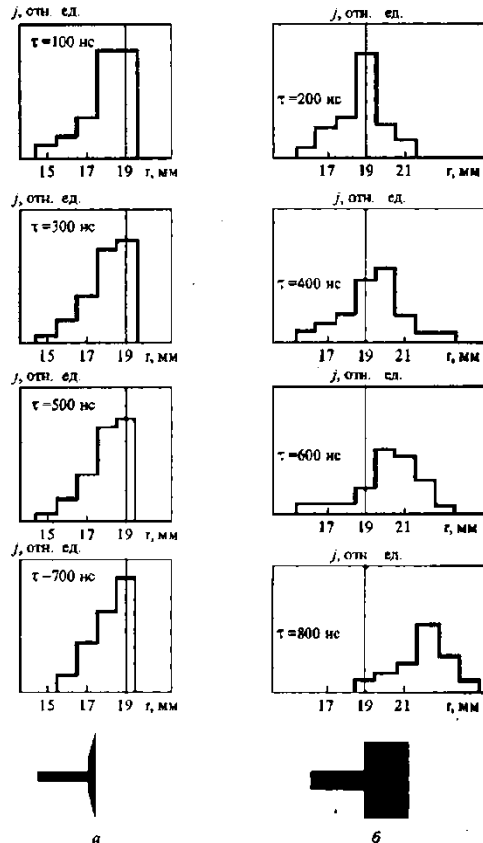 j, отн. ед.
τ=100 нс
15 17 19 r, мм
j, отн. ед.
τ=300 нс
15 17 19 r, мм
j, отн. ед.
τ=500 нс
15 17 19 r, мм
j, отн. ед.
τ=700 нс
15 17 19 r, мм
а
j, отн. ед.
τ=200 нс
17 19 21 r, мм
j, отн. ед.
τ=400 нс
17 19 21 r, мм
j, отн. ед.
τ=600 нс
17 19 21 r, мм
j, отн. ед.
τ=800 нс
17 19 21 r, мм
б